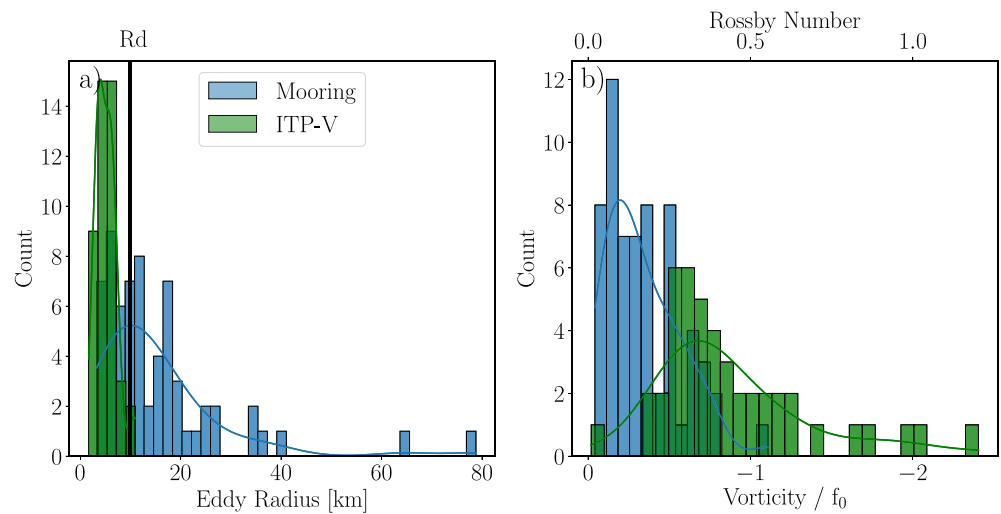 Rd
a)
Mooring
ITP-V
Count
14
12
10
8
6
4
2
0
0 20 40 60 80
Eddy Radius [km]
Rossby Number
0.0 0.5 1.0
b)
Count
12
10
8
6
4
2
0
0 −1 −2
Vorticity / f₀